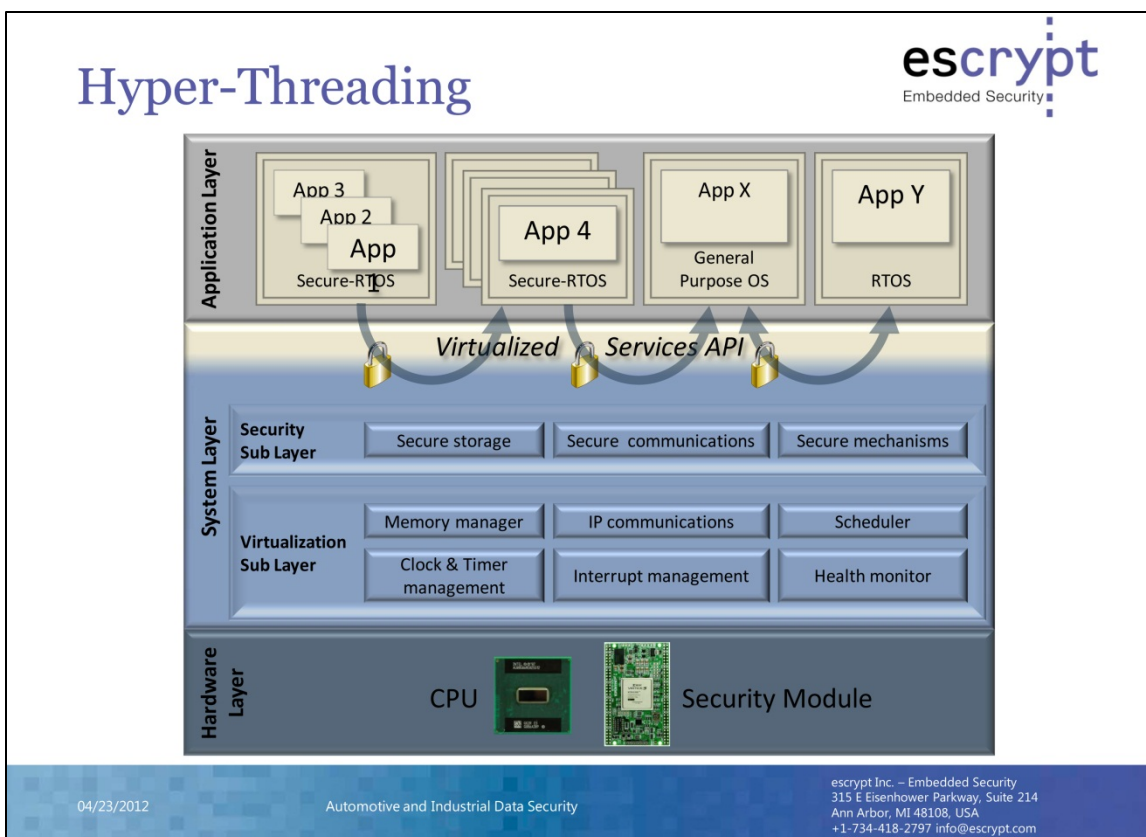 Hyper-Threading
escrypt
Embedded Security
Application Layer
App 3
App 2
App
1
Secure-RTOS
App 4
Secure-RTOS
App X
General
Purpose OS
App Y
RTOS
Virtualized Services API
System Layer
Security
Sub Layer
Secure storage
Secure communications
Secure mechanisms
Virtualization
Sub Layer
Memory manager
IP communications
Scheduler
Clock & Timer
management
Interrupt management
Health monitor
Hardware
Layer
CPU
Security Module
04/23/2012
Automotive and Industrial Data Security
escrypt Inc. – Embedded Security
315 E Eisenhower Parkway, Suite 214
Ann Arbor, MI 48108, USA
+1-734-418-2797 info@escrypt.com